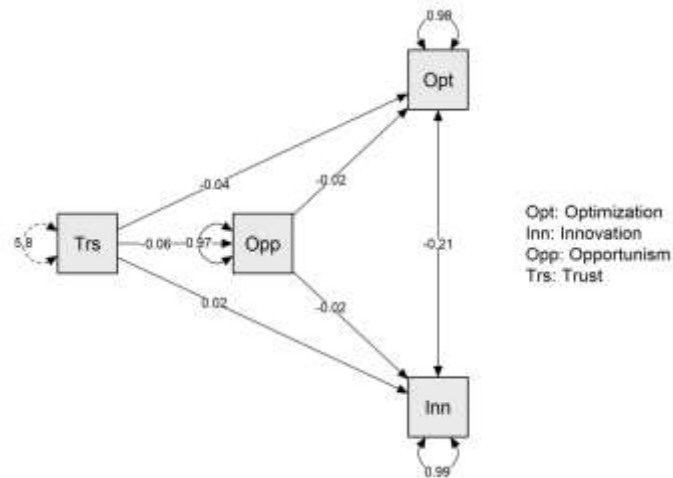 0.98
Opt
-0.04
-0.02
5.8
Trs
-0.06
0.97
Opp
-0.21
Opt: Optimization
Inn: Innovation
Opp: Opportunism
Trs: Trust
0.02
-0.02
Inn
0.99